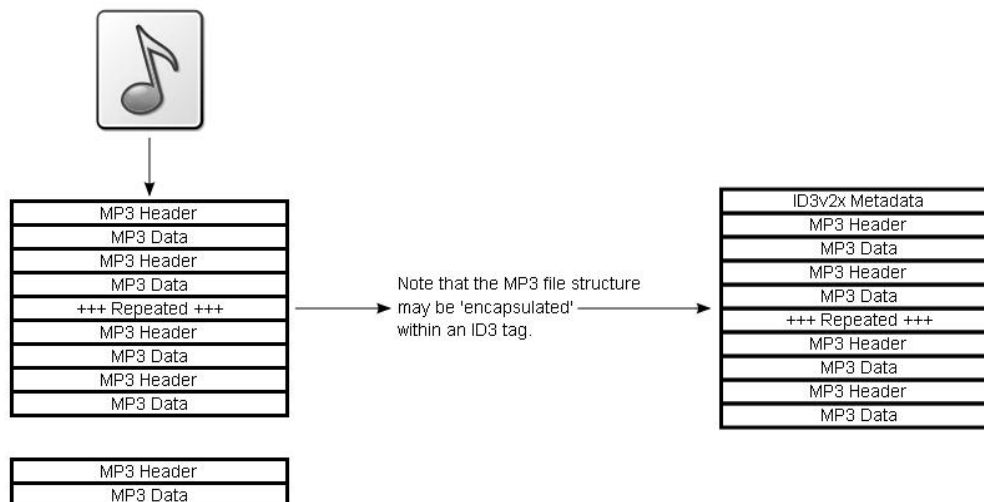 MP3 Header
MP3 Data
MP3 Header
MP3 Data
+++ Repeated +++
MP3 Header
MP3 Data
MP3 Header
MP3 Data
Note that the MP3 file structure
may be 'encapsulated'
within an ID3 tag.
ID3v2x Metadata
MP3 Header
MP3 Data
MP3 Header
MP3 Data
+++ Repeated +++
MP3 Header
MP3 Data
MP3 Header
MP3 Data
MP3 Header
MP3 Data